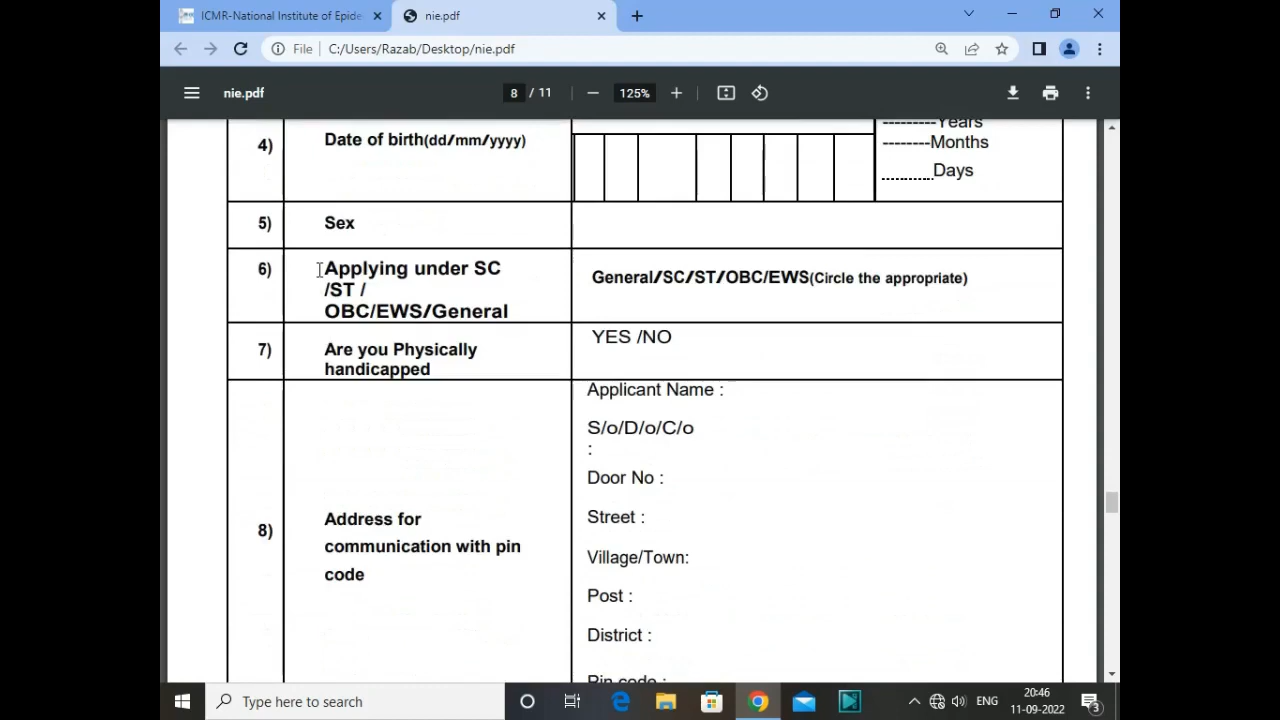 ICMR-National Institute of Epide
nie.pdf
File
C:/Users/Razab/Desktop/nie.pdf
nie.pdf
8 / 11
125%
---------Years
4)
Date of birth(dd/mm/yyyy)
--------Months
.........Days
5)
Sex
6)
Applying under SC
/ST /
OBC/EWS/General
General/SC/ST/OBC/EWS(Circle the appropriate)
7)
Are you Physically
handicapped
YES /NO
8)
Address for
communication with pin
code
Applicant Name :
S/o/D/o/C/o
:
Door No :
Street :
Village/Town:
Post :
District :
Pin code :
Type here to search
ENG
20:46
11-09-2022
3